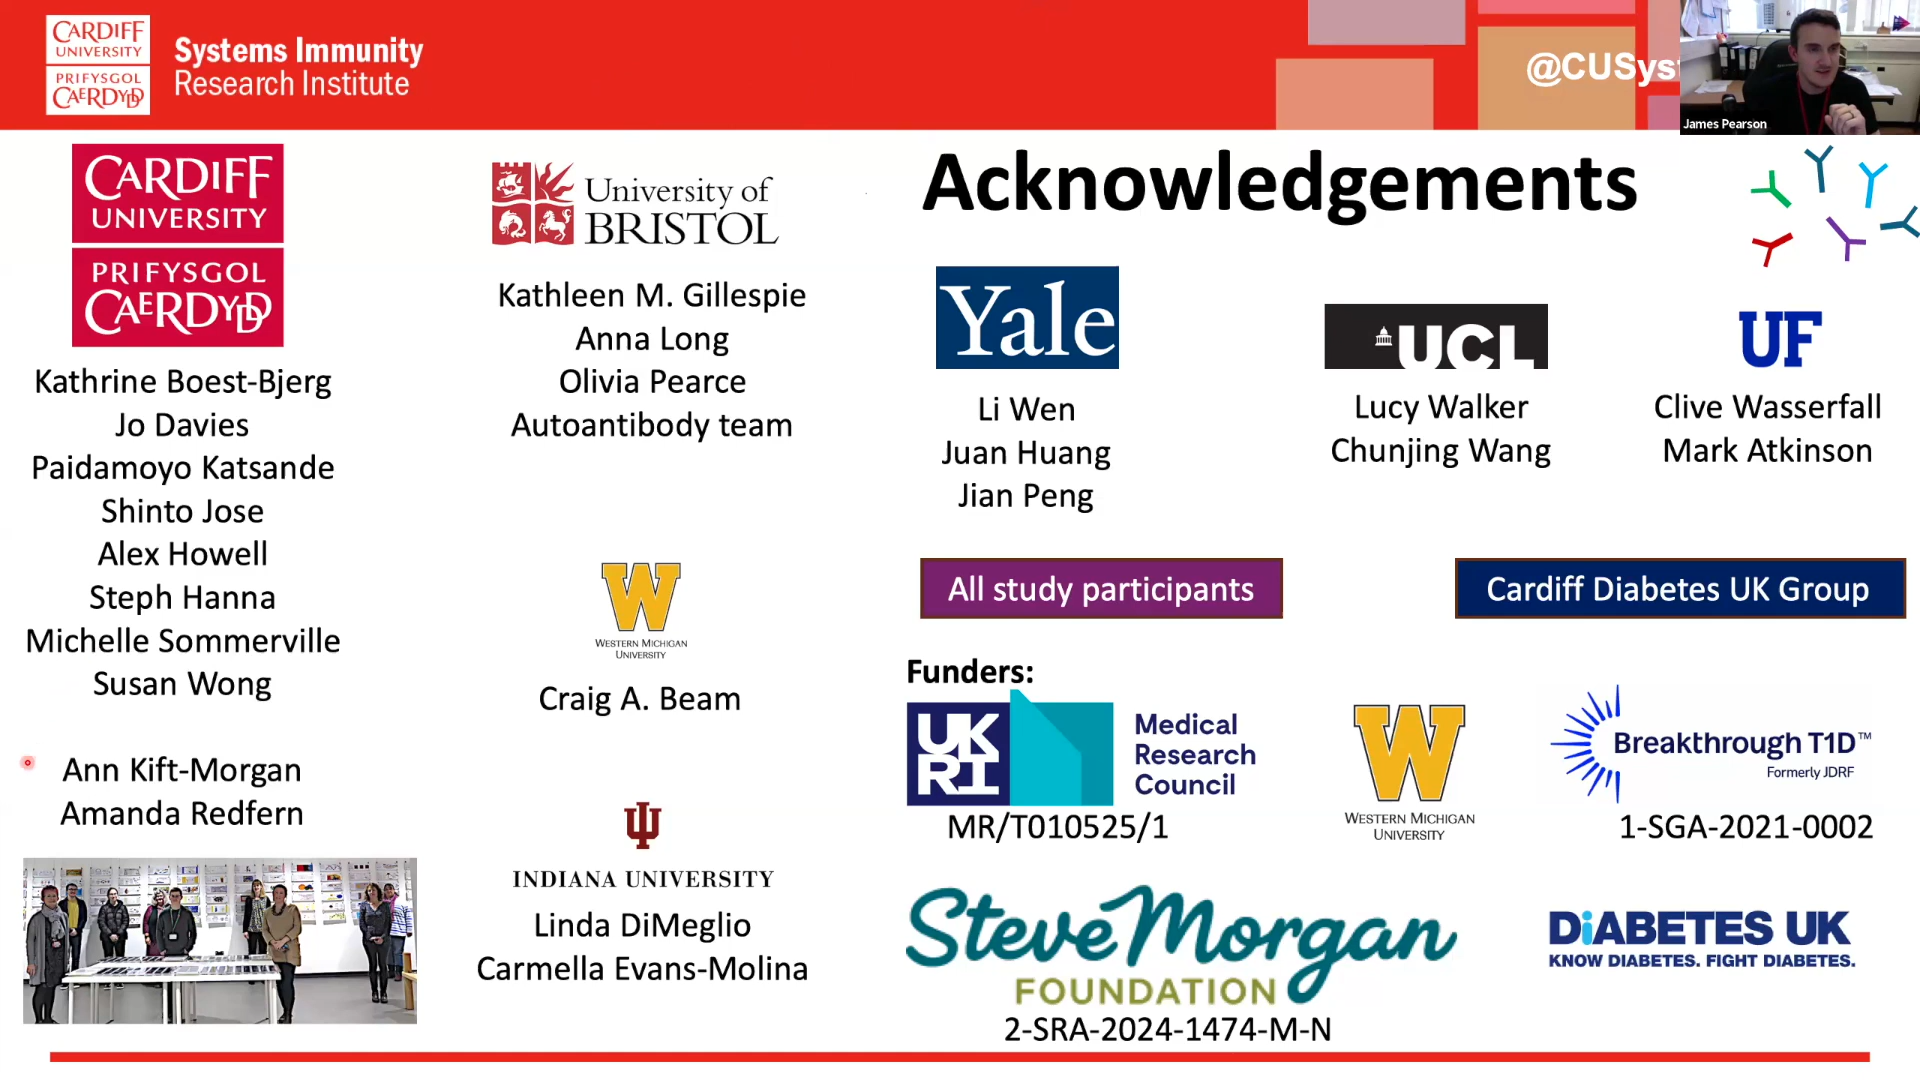 CARDIFF
UNIVERSITY
PRIFYSGOL
CAERDYDD
Systems Immunity
Research Institute
James Pearson
CARDIFF
UNIVERSITY
PRIFYSGOL
CAERDYDD
Kathrine Boest-Bjerg
Jo Davies
Paidamoyo Katsande
Shinto Jose
Alex Howell
Steph Hanna
Michelle Sommerville
Susan Wong
Ann Kift-Morgan
Amanda Redfern
University of
BRISTOL
Kathleen M. Gillespie
Anna Long
Olivia Pearce
Autoantibody team
W
WESTERN MICHIGAN
UNIVERSITY
Craig A. Beam
INDIANA UNIVERSITY
Linda DiMeglio
Carmella Evans-Molina
Acknowledgements
Yale
Li Wen
Juan Huang
Jian Peng
UCL
Lucy Walker
Chunjing Wang
UF
Clive Wasserfall
Mark Atkinson
All study participants
Cardiff Diabetes UK Group
Funders:
UK
RI
Medical
Research
Council
MR/T010525/1
W
WESTERN MICHIGAN
UNIVERSITY
Breakthrough T1D™
Formerly JDRF
1-SGA-2021-0002
Steve Morgan
FOUNDATION
2-SRA-2024-1474-M-N
DiABETES UK
KNOW DIABETES. FIGHT DIABETES.